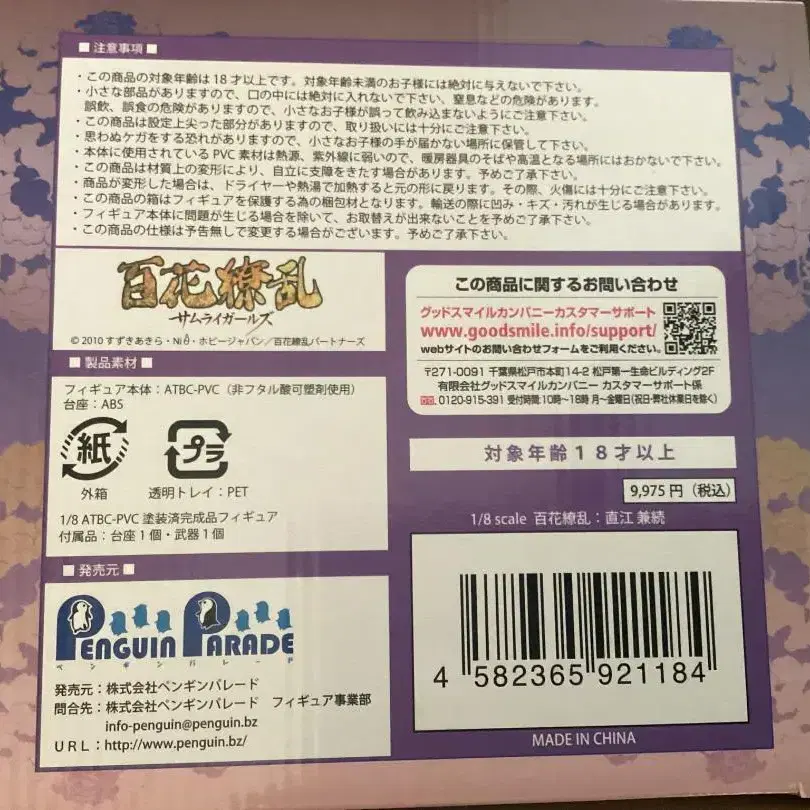 ■ 注意事項 ■
・この商品の対象年齢は18才以上です。対象年齢未満のお子様には絶対に与えないで下さい。
・小さな部品がありますので、口の中には絶対に入れないで下さい、窒息などの危険があります。
誤飲、誤食の危険がありますので、小さなお子様が誤って飲み込まないようにご注意下さい。
・この商品は設定上尖った部分がありますので、取り扱いには十分にご注意下さい。
・思わぬケガをする恐れがありますので、小さなお子様の手が届かない場所に保管して下さい。
・本体に使用されているPVC素材は熱源、紫外線に弱いので、暖房器具のそばや高温となる場所にはおかないで下さい。
・この商品は材質上の変形により、自立に支障をきたす場合があります。予めご了承下さい。
商品が変形した場合は、ドライヤーや熱湯で加熱すると元の形に戻ります。その際、火傷には十分にご注意下さい。
・この商品の箱はフィギュアを保護する為の梱包材となります。輸送の際に凹み・キズ・汚れが生じる場合があります。
・フィギュア本体に問題が生じる場合を除いて、お取替えが出来ないことを予めご了承下さい。
・この商品の仕様は予告無しで変更する場合がございます。予めご了承下さい。
百花繚乱
サムライガールズ
© 2010 すずきあきら・Niθ・ホビージャパン／百花繚乱パートナーズ
■ 製品素材 ■
フィギュア本体：ATBC-PVC（非フタル酸可塑剤使用）
台座：ABS
紙
プラ
外箱
透明トレイ：PET
1/8 ATBC-PVC 塗装済完成品フィギュア
付属品：台座1個・武器1個
■ 発売元 ■
PENGUIN PARADE
ペンギンパレード
発売元：株式会社ペンギンパレード
問合先：株式会社ペンギンパレード　フィギュア事業部
info-penguin@penguin.bz
URL：http://www.penguin.bz/
この商品に関するお問い合わせ
グッドスマイルカンパニーカスタマーサポート
www.goodsmile.info/support/
webサイトのお問い合わせフォームをご利用ください。
〒271-0091 千葉県松戸市本町14-2 松戸第一生命ビルディング2F
有限会社グッドスマイルカンパニー カスタマーサポート係
0120-915-391 受付時間:10時〜18時 月〜金曜日(祝日・弊社休業日を除く)
対象年齢18才以上
9,975円（税込）
1/8 scale 百花繚乱：直江 兼続
4 582365 921184
MADE IN CHINA